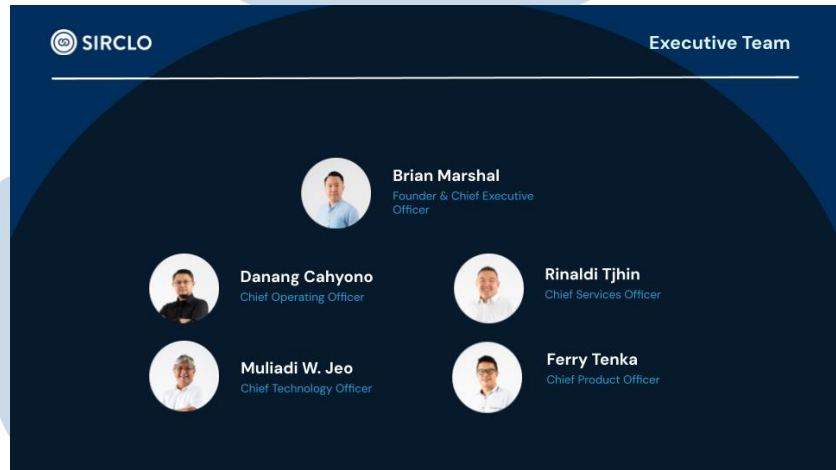 SIRCLO
Executive Team
Brian Marshal
Founder & Chief Executive
Officer
Danang Cahyono
Chief Operating Officer
Rinaldi Tjhin
Chief Services Officer
Muliadi W. Jeo
Chief Technology Officer
Ferry Tenka
Chief Product Officer